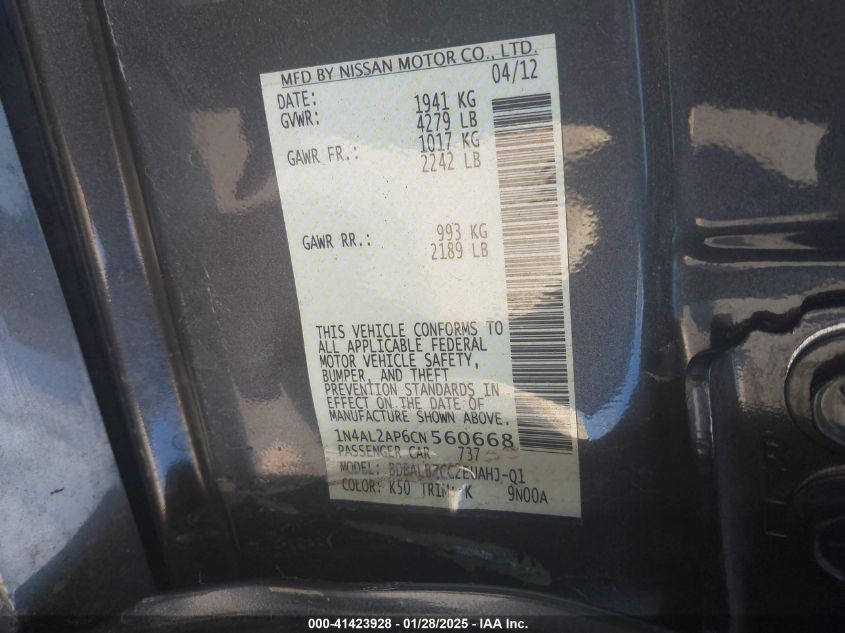 MFD BY NISSAN MOTOR CO., LTD.
DATE: 04/12
GVWR: 1941 KG
4279 LB
GAWR FR.: 1017 KG
2242 LB
GAWR RR.: 993 KG
2189 LB
THIS VEHICLE CONFORMS TO
ALL APPLICABLE FEDERAL
MOTOR VEHICLE SAFETY,
BUMPER, AND THEFT
PREVENTION STANDARDS IN
EFFECT ON THE DATE OF
MANUFACTURE SHOWN ABOVE.
1N4AL2AP6CN560668
PASSENGER CAR 737
MODEL:
COLOR: K50 TRIM: K 9N00A
000-41423928 - 01/28/2025 - IAA Inc.